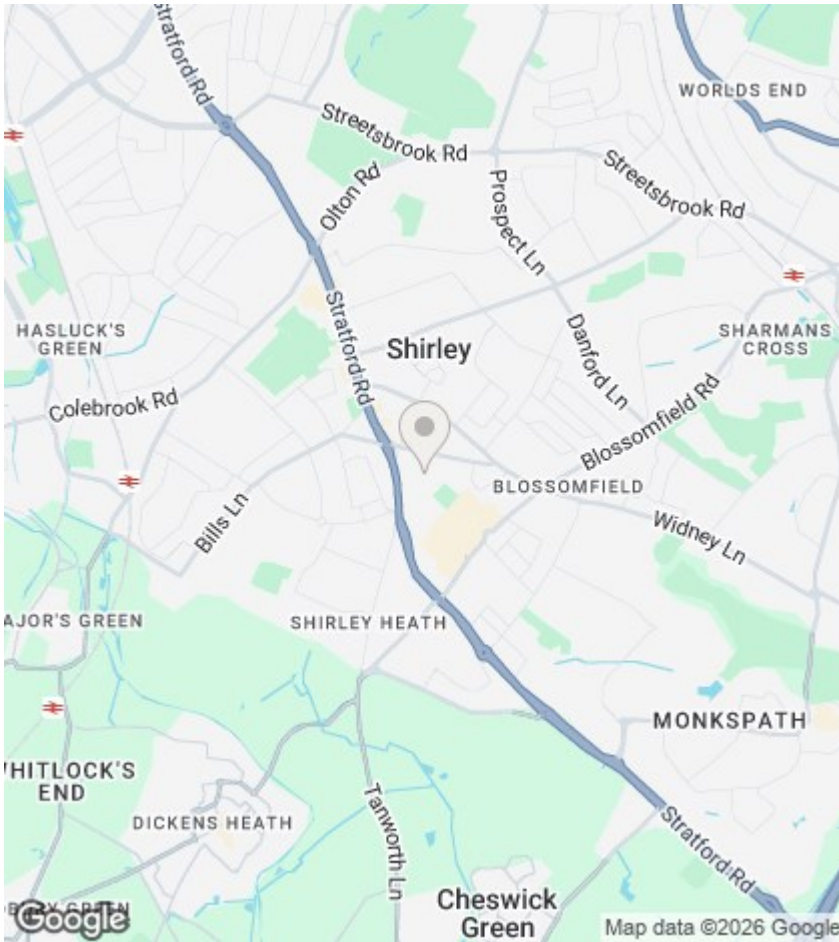 Stratford Rd
WORLDS END
Streetsbrook Rd
Streetsbrook Rd
Olton Rd
Prospect Ln
HASLUCK'S
GREEN
Stratford Rd
Shirley
Danford Ln
SHARMANS
CROSS
Colebrook Rd
Blossomfield Rd
BLOSSOMFIELD
Bills Ln
Widney Ln
AJOR'S GREEN
SHIRLEY HEATH
MONKSPATH
WHITLOCK'S
END
DICKENS HEATH
Tanworth Ln
Stratford Rd
Cheswick
Green
GREEN
Google
Map data ©2026 Google